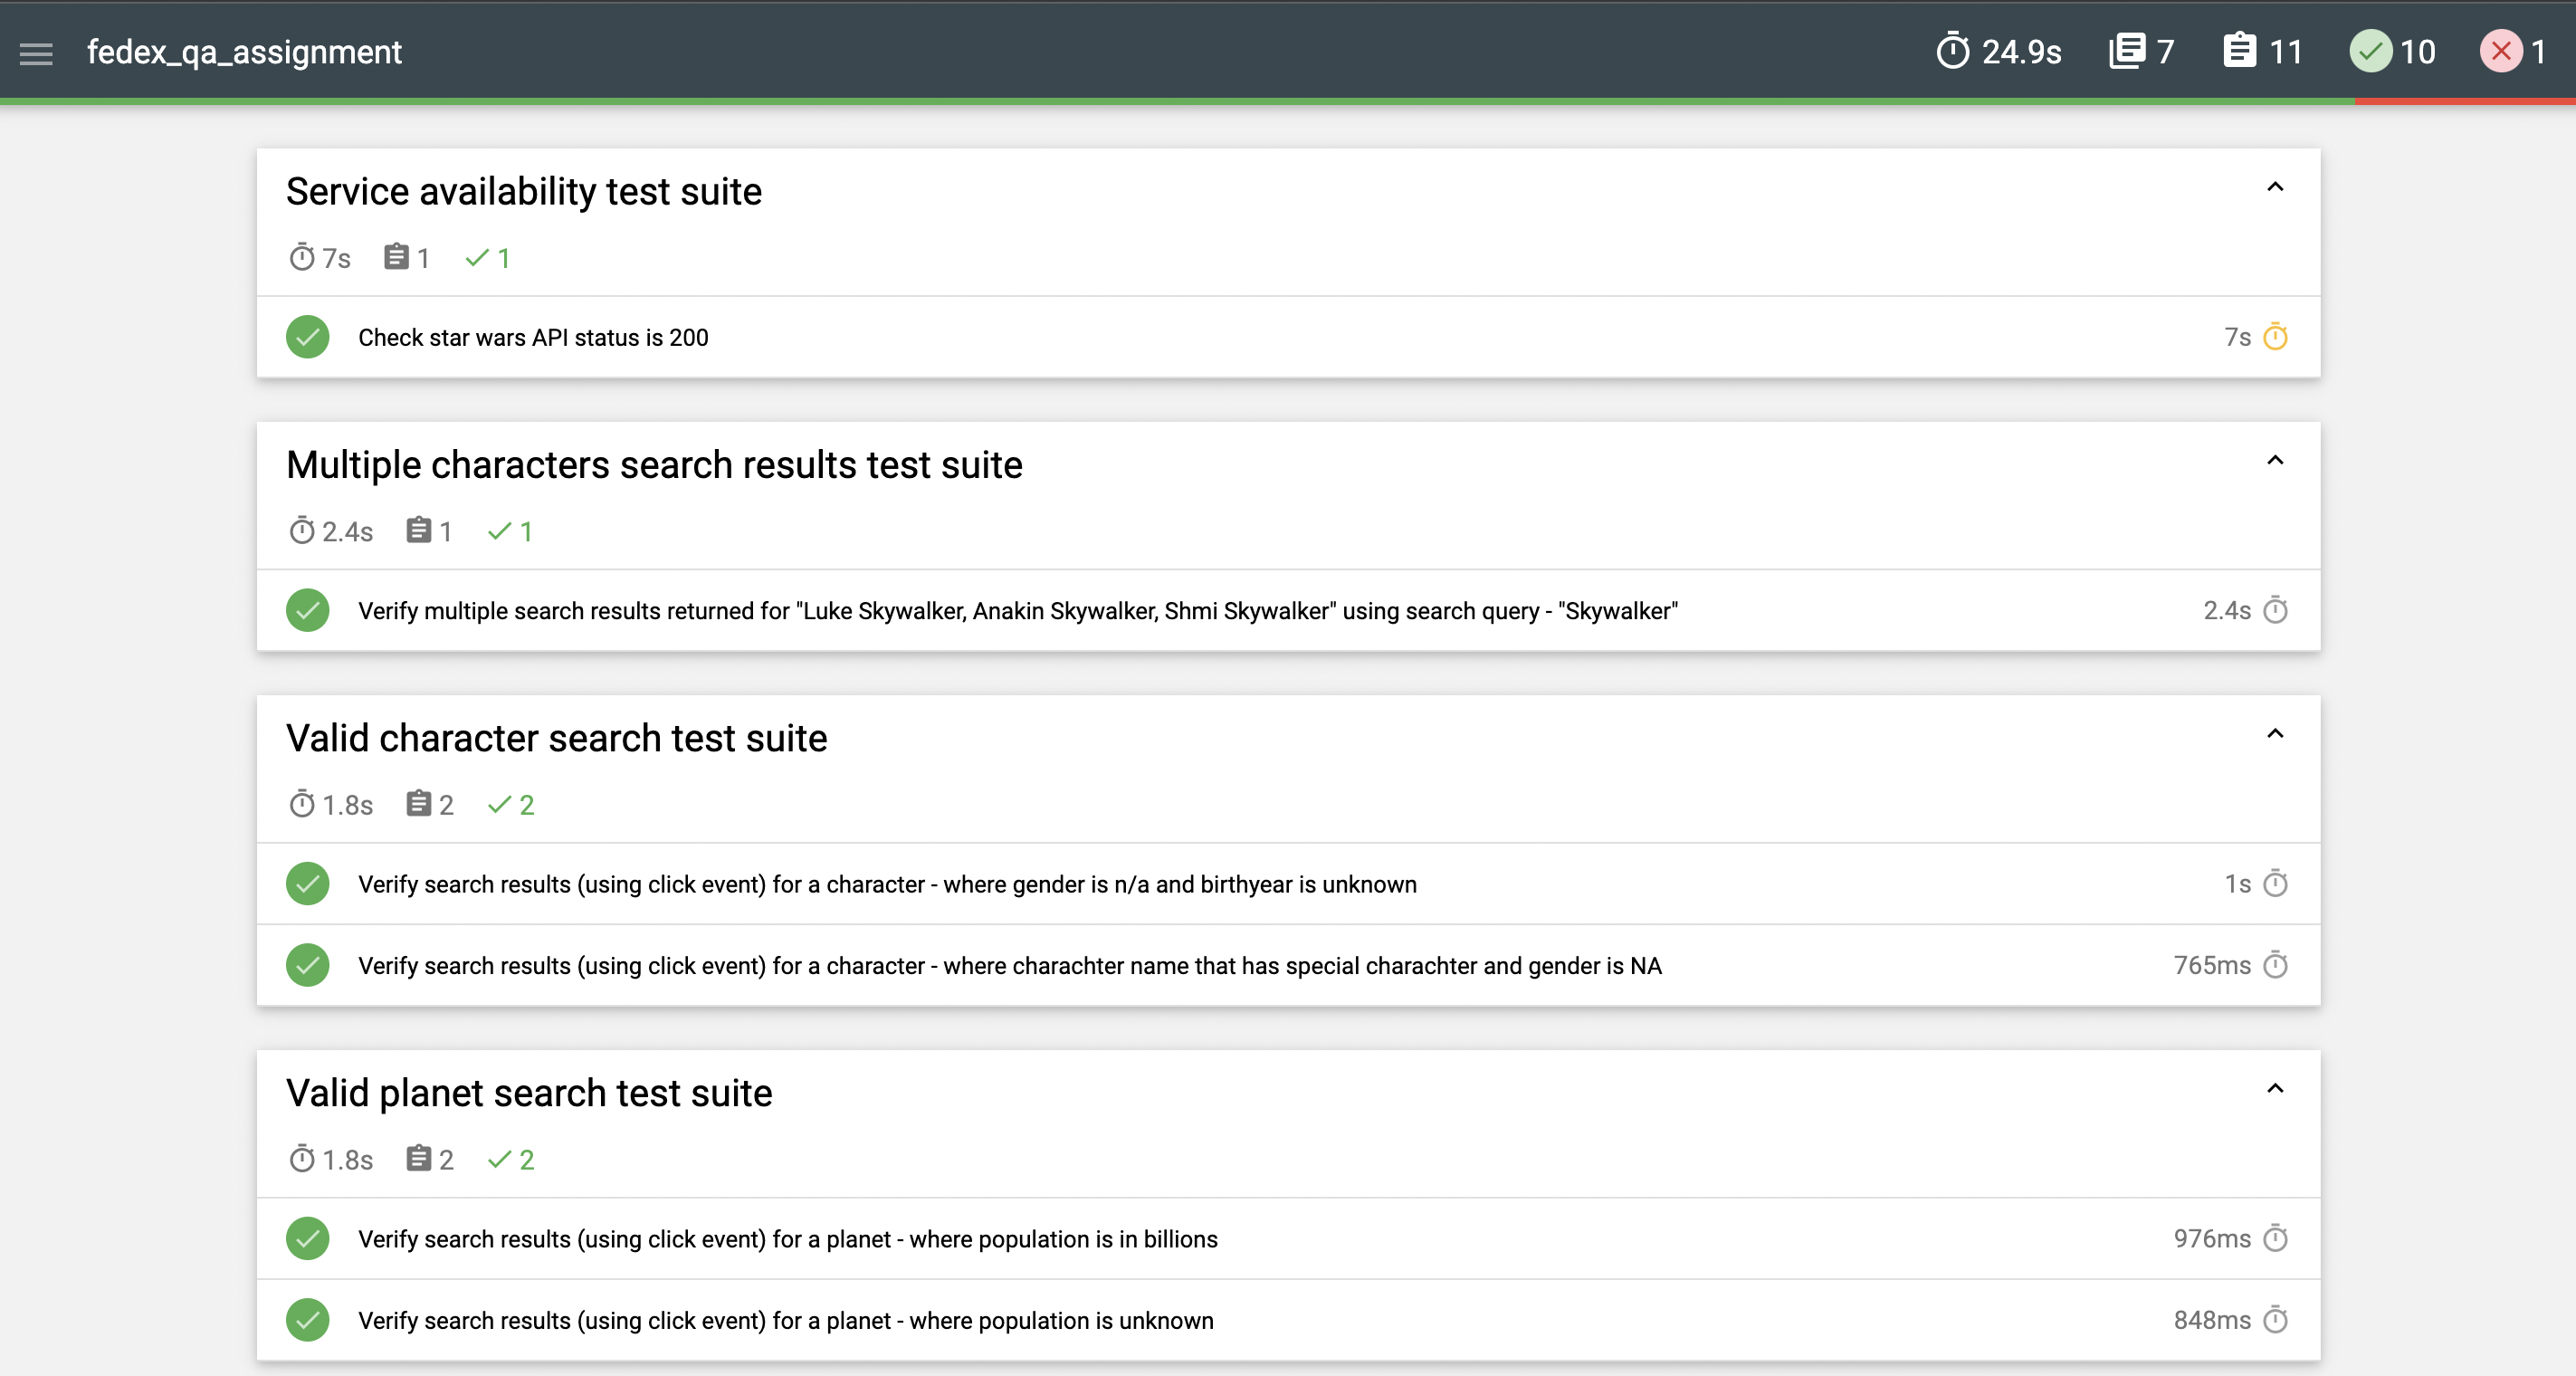 fedex_qa_assignment 24.9s 7 11 10 1
Service availability test suite
7s 1 1
Check star wars API status is 200 7s
Multiple characters search results test suite
2.4s 1 1
Verify multiple search results returned for "Luke Skywalker, Anakin Skywalker, Shmi Skywalker" using search query - "Skywalker" 2.4s
Valid character search test suite
1.8s 2 2
Verify search results (using click event) for a character - where gender is n/a and birthyear is unknown 1s
Verify search results (using click event) for a character - where charachter name that has special charachter and gender is NA 765ms
Valid planet search test suite
1.8s 2 2
Verify search results (using click event) for a planet - where population is in billions 976ms
Verify search results (using click event) for a planet - where population is unknown 848ms